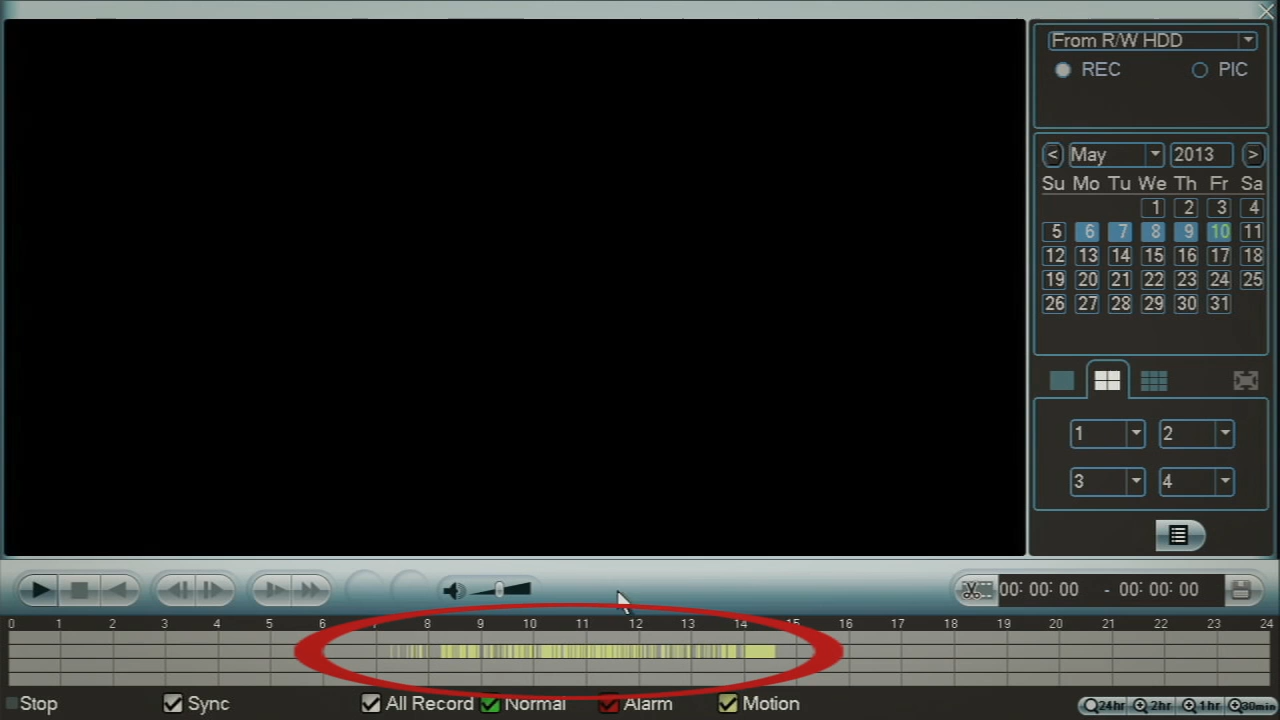 From R/W HDD
REC PIC
< May 2013 >
Su Mo Tu We Th Fr Sa
1 2 3 4
5 6 7 8 9 10 11
12 13 14 15 16 17 18
19 20 21 22 23 24 25
26 27 28 29 30 31
1 2
3 4
00:00:00 - 00:00:00
0 1 2 3 4 5 6 7 8 9 10 11 12 13 14 15 16 17 18 19 20 21 22 23 24
Stop Sync All Record Normal Alarm Motion 24hr 2hr 1hr 30min